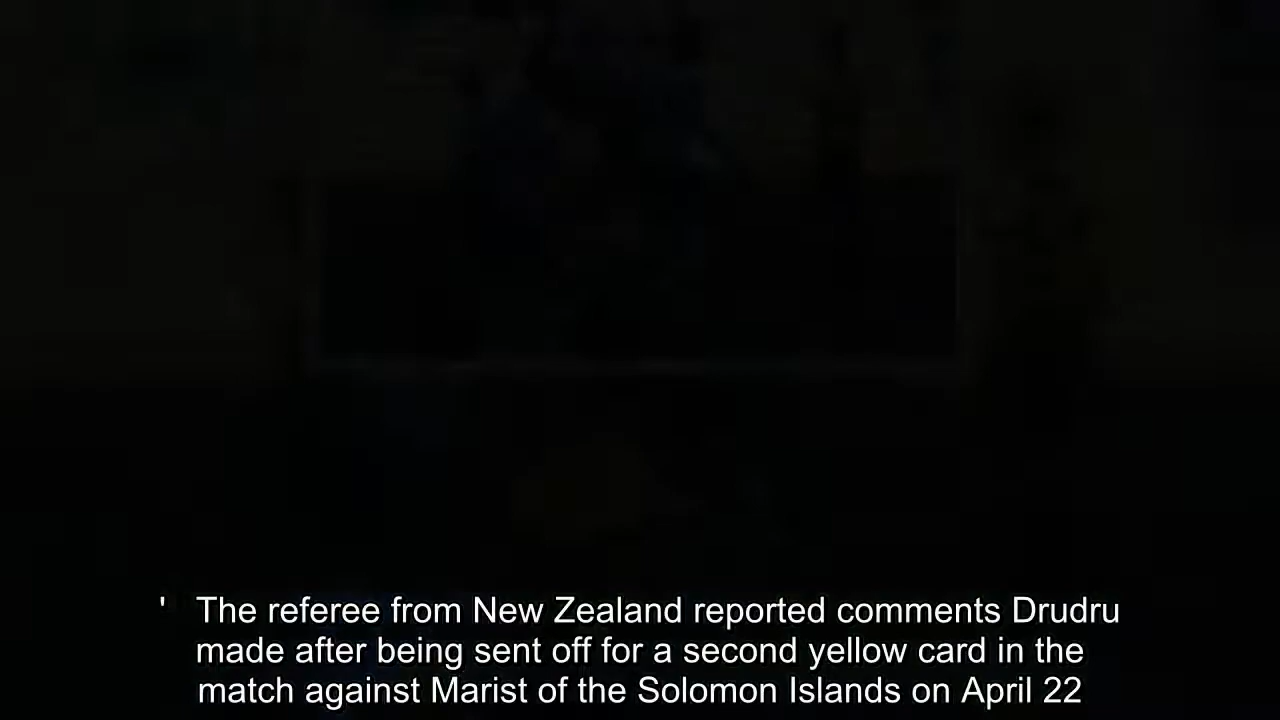 ' The referee from New Zealand reported comments Drudru
made after being sent off for a second yellow card in the
match against Marist of the Solomon Islands on April 22